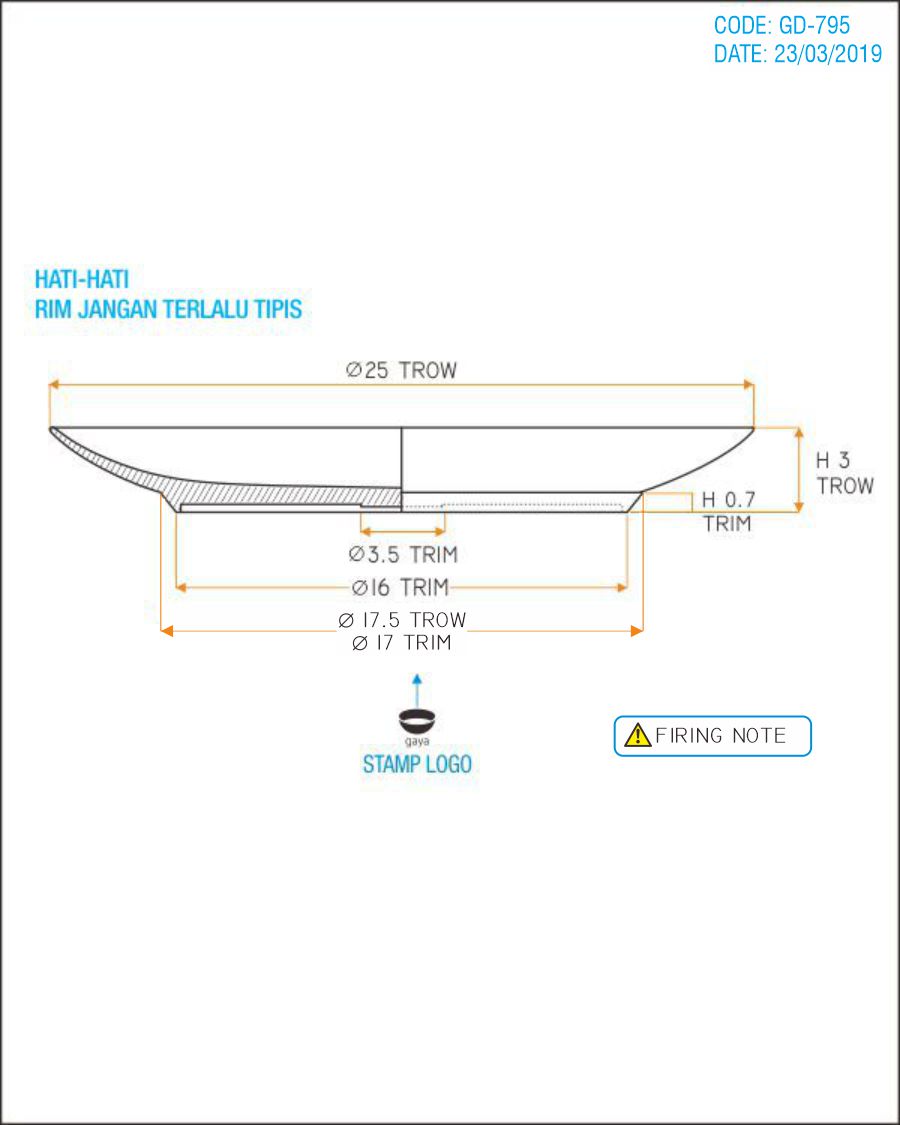 CODE: GD-795
DATE: 23/03/2019
HATI-HATI
RIM JANGAN TERLALU TIPIS
Ø25 TROW
H 3
TROW
H 0.7
TRIM
Ø3.5 TRIM
Ø16 TRIM
Ø 17.5 TROW
Ø 17 TRIM
gaya
STAMP LOGO
FIRING NOTE